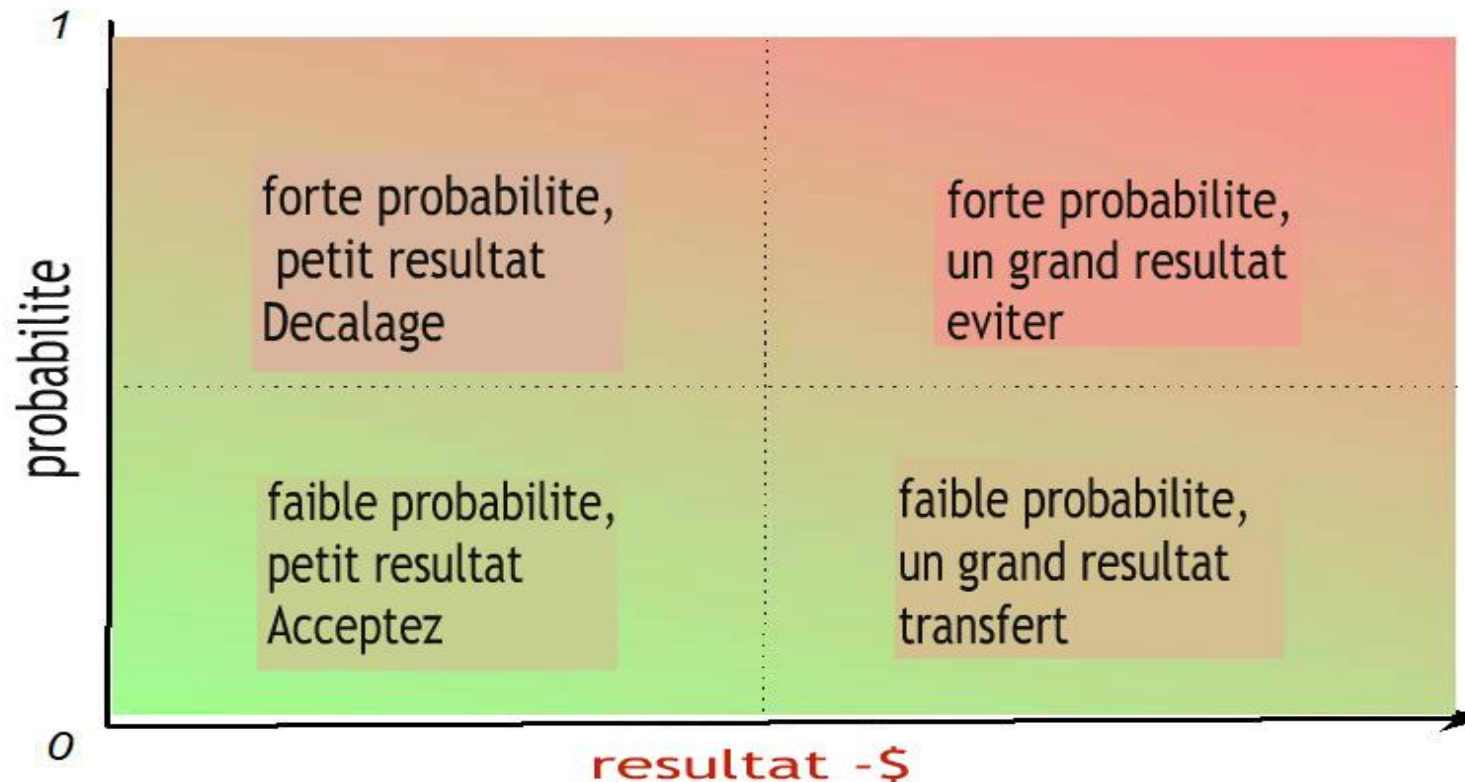 1
probabilite
forte probabilite,
petit resultat
Decalage
forte probabilite,
un grand resultat
eviter
faible probabilite,
petit resultat
Acceptez
faible probabilite,
un grand resultat
transfert
0
resultat -$